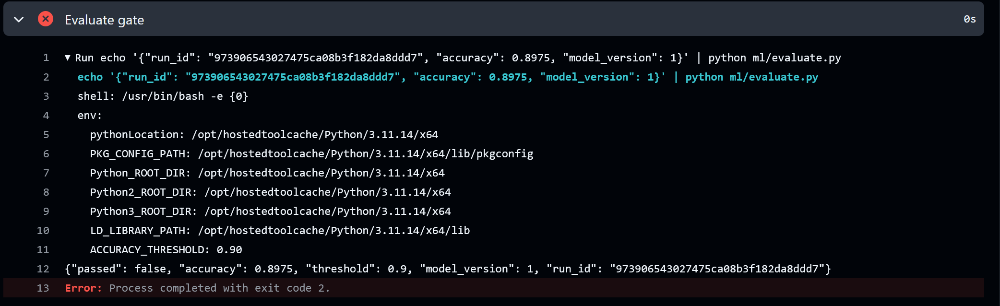 Evaluate gate
0s
1 ▼ Run echo '{"run_id": "973906543027475ca08b3f182da8ddd7", "accuracy": 0.8975, "model_version": 1}' | python ml/evaluate.py
2 echo '{"run_id": "973906543027475ca08b3f182da8ddd7", "accuracy": 0.8975, "model_version": 1}' | python ml/evaluate.py
3 shell: /usr/bin/bash -e {0}
4 env:
5 pythonLocation: /opt/hostedtoolcache/Python/3.11.14/x64
6 PKG_CONFIG_PATH: /opt/hostedtoolcache/Python/3.11.14/x64/lib/pkgconfig
7 Python_ROOT_DIR: /opt/hostedtoolcache/Python/3.11.14/x64
8 Python2_ROOT_DIR: /opt/hostedtoolcache/Python/3.11.14/x64
9 Python3_ROOT_DIR: /opt/hostedtoolcache/Python/3.11.14/x64
10 LD_LIBRARY_PATH: /opt/hostedtoolcache/Python/3.11.14/x64/lib
11 ACCURACY_THRESHOLD: 0.90
12 {"passed": false, "accuracy": 0.8975, "threshold": 0.9, "model_version": 1, "run_id": "973906543027475ca08b3f182da8ddd7"}
13 Error: Process completed with exit code 2.